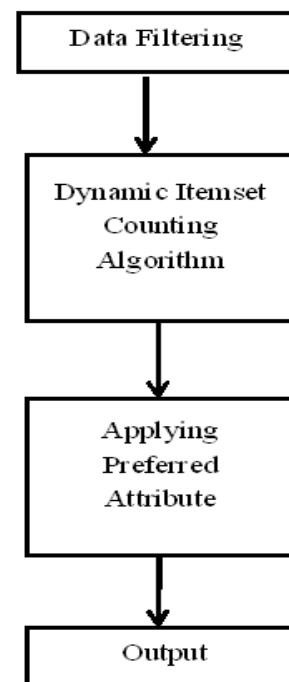 Data Filtering
Dynamic Itemset
Counting
Algorithm
Applying
Preferred
Attribute
Output